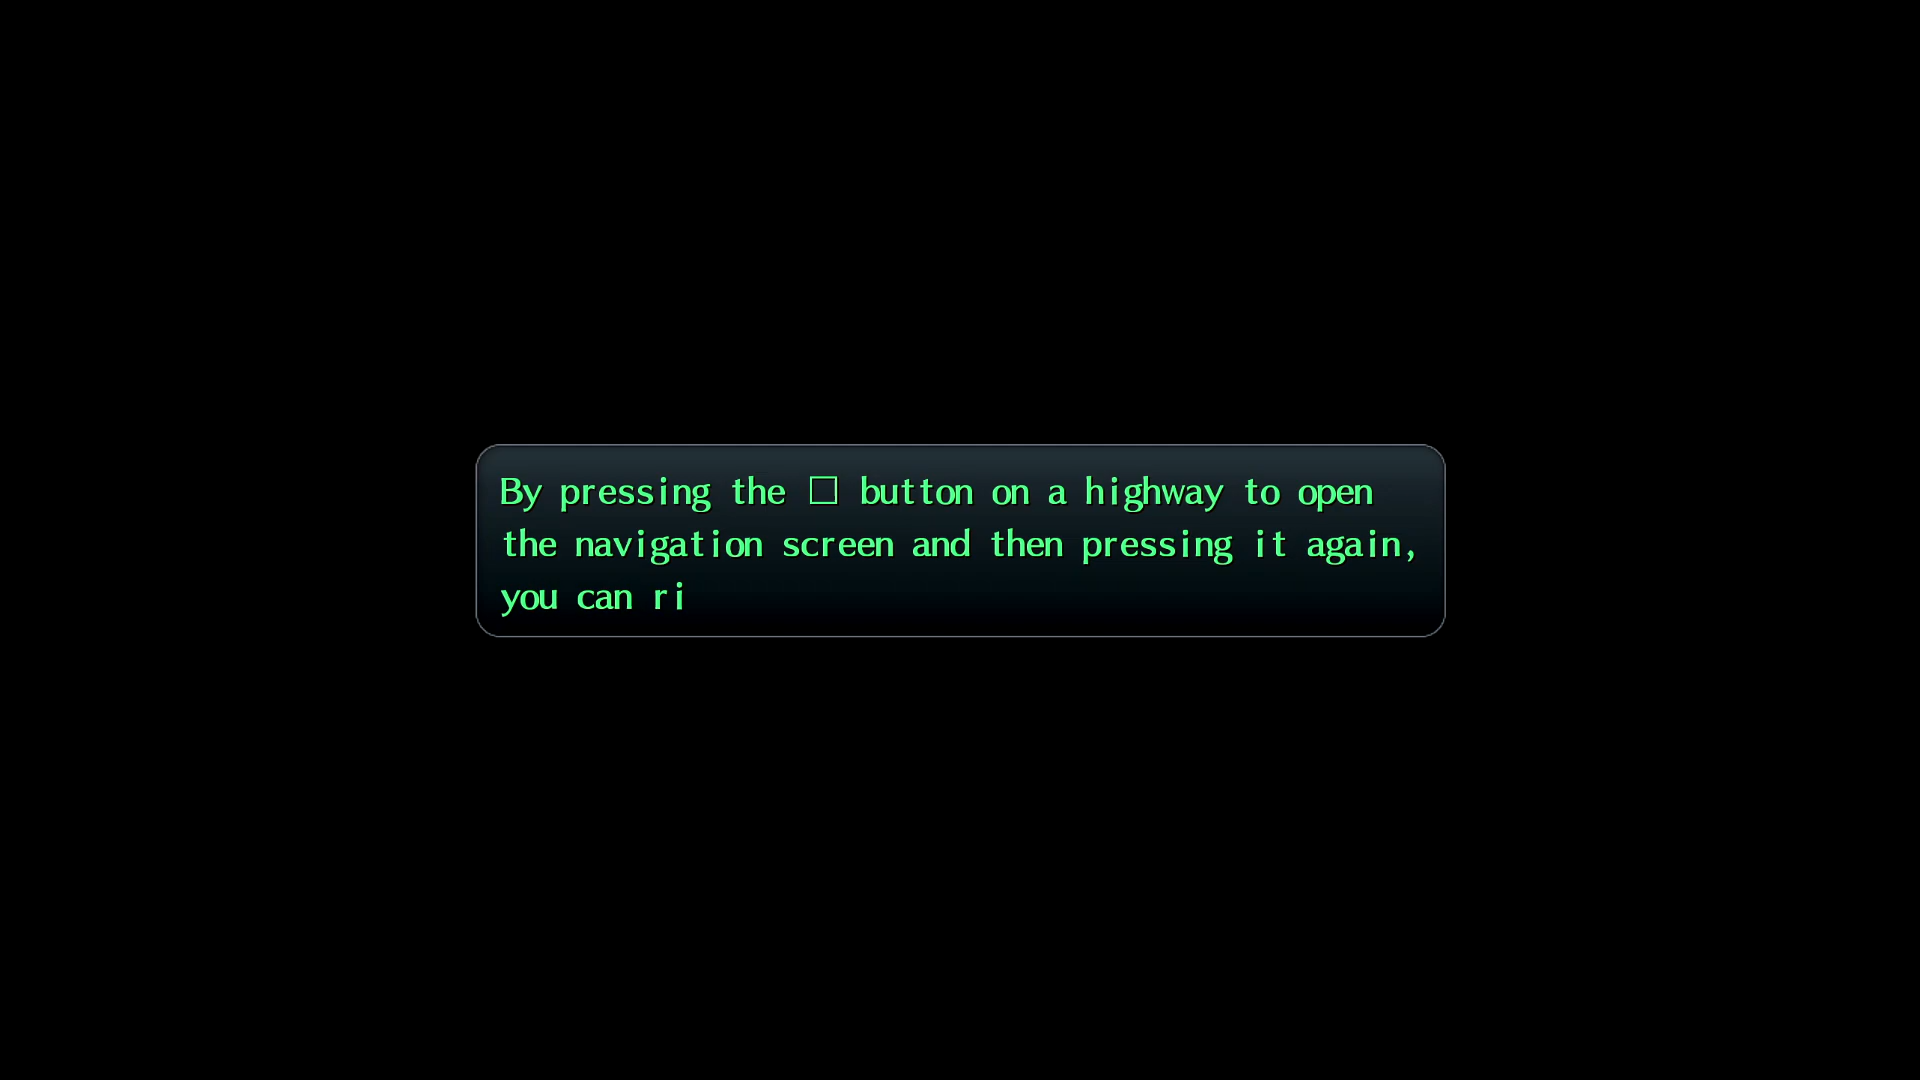 By pressing the □ button on a highway to open
the navigation screen and then pressing it again,
you can ri